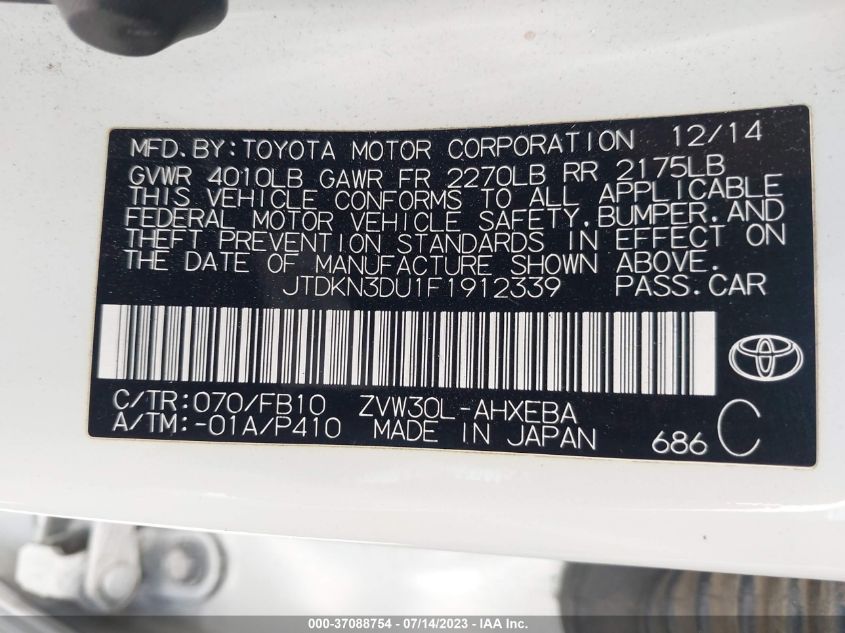 MFD.BY:TOYOTA MOTOR CORPORATION 12/14
GVWR 4010LB GAWR FR 2270LB RR 2175LB
THIS VEHICLE CONFORMS TO ALL APPLICABLE
FEDERAL MOTOR VEHICLE SAFETY,BUMPER,AND
THEFT PREVENTION STANDARDS IN EFFECT ON
THE DATE OF MANUFACTURE SHOWN ABOVE.
JTDKN3DU1F1912339 PASS.CAR
C/TR:070/FB10 ZVW30L-AHXEBA
A/TM:-01A/P410 MADE IN JAPAN 686 C
000-37088754 - 07/14/2023 - IAA Inc.